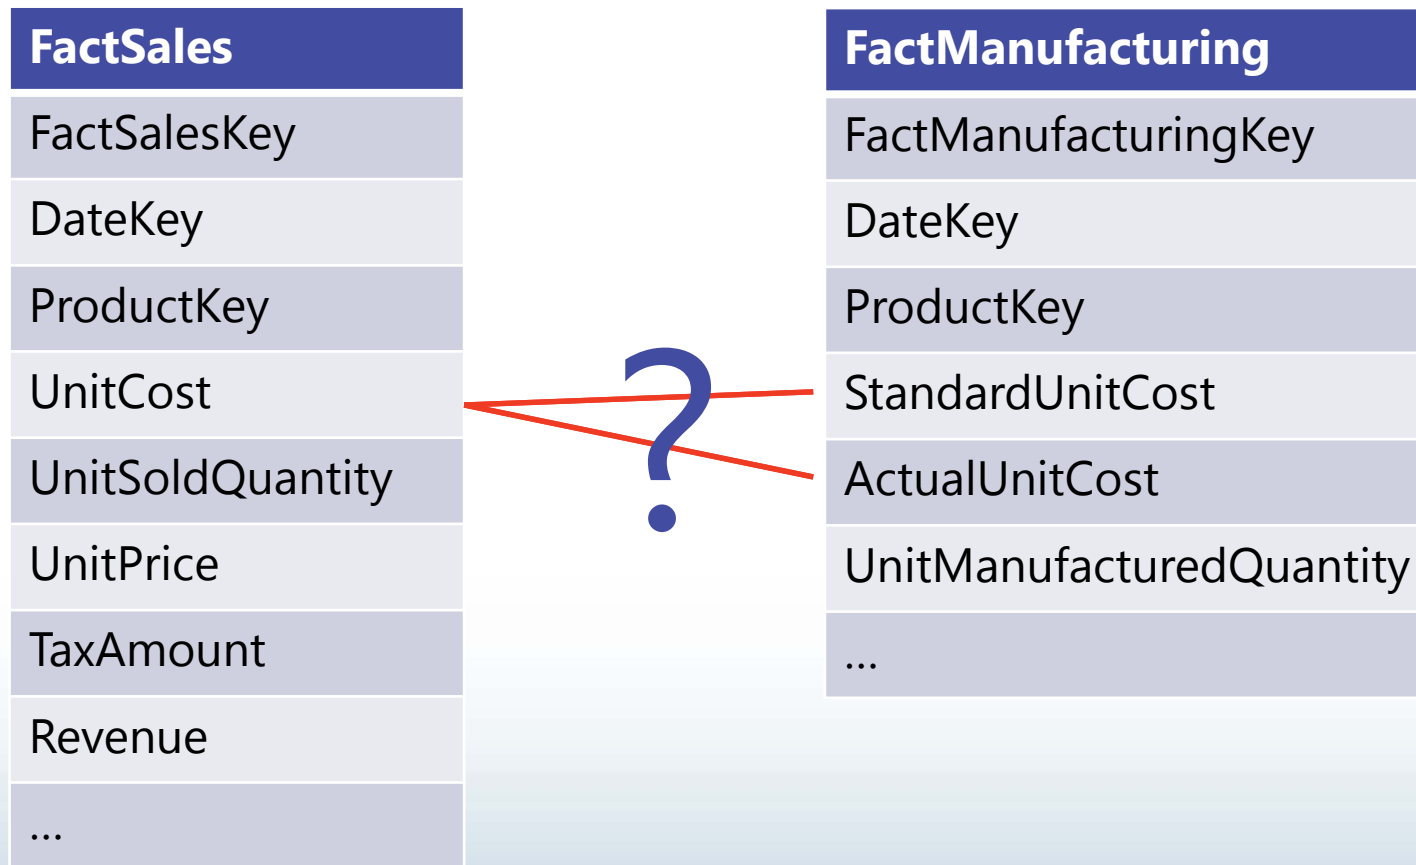 FactSales
FactSalesKey
DateKey
ProductKey
UnitCost
UnitSoldQuantity
UnitPrice
TaxAmount
Revenue
...
?
FactManufacturing
FactManufacturingKey
DateKey
ProductKey
StandardUnitCost
ActualUnitCost
UnitManufacturedQuantity
...